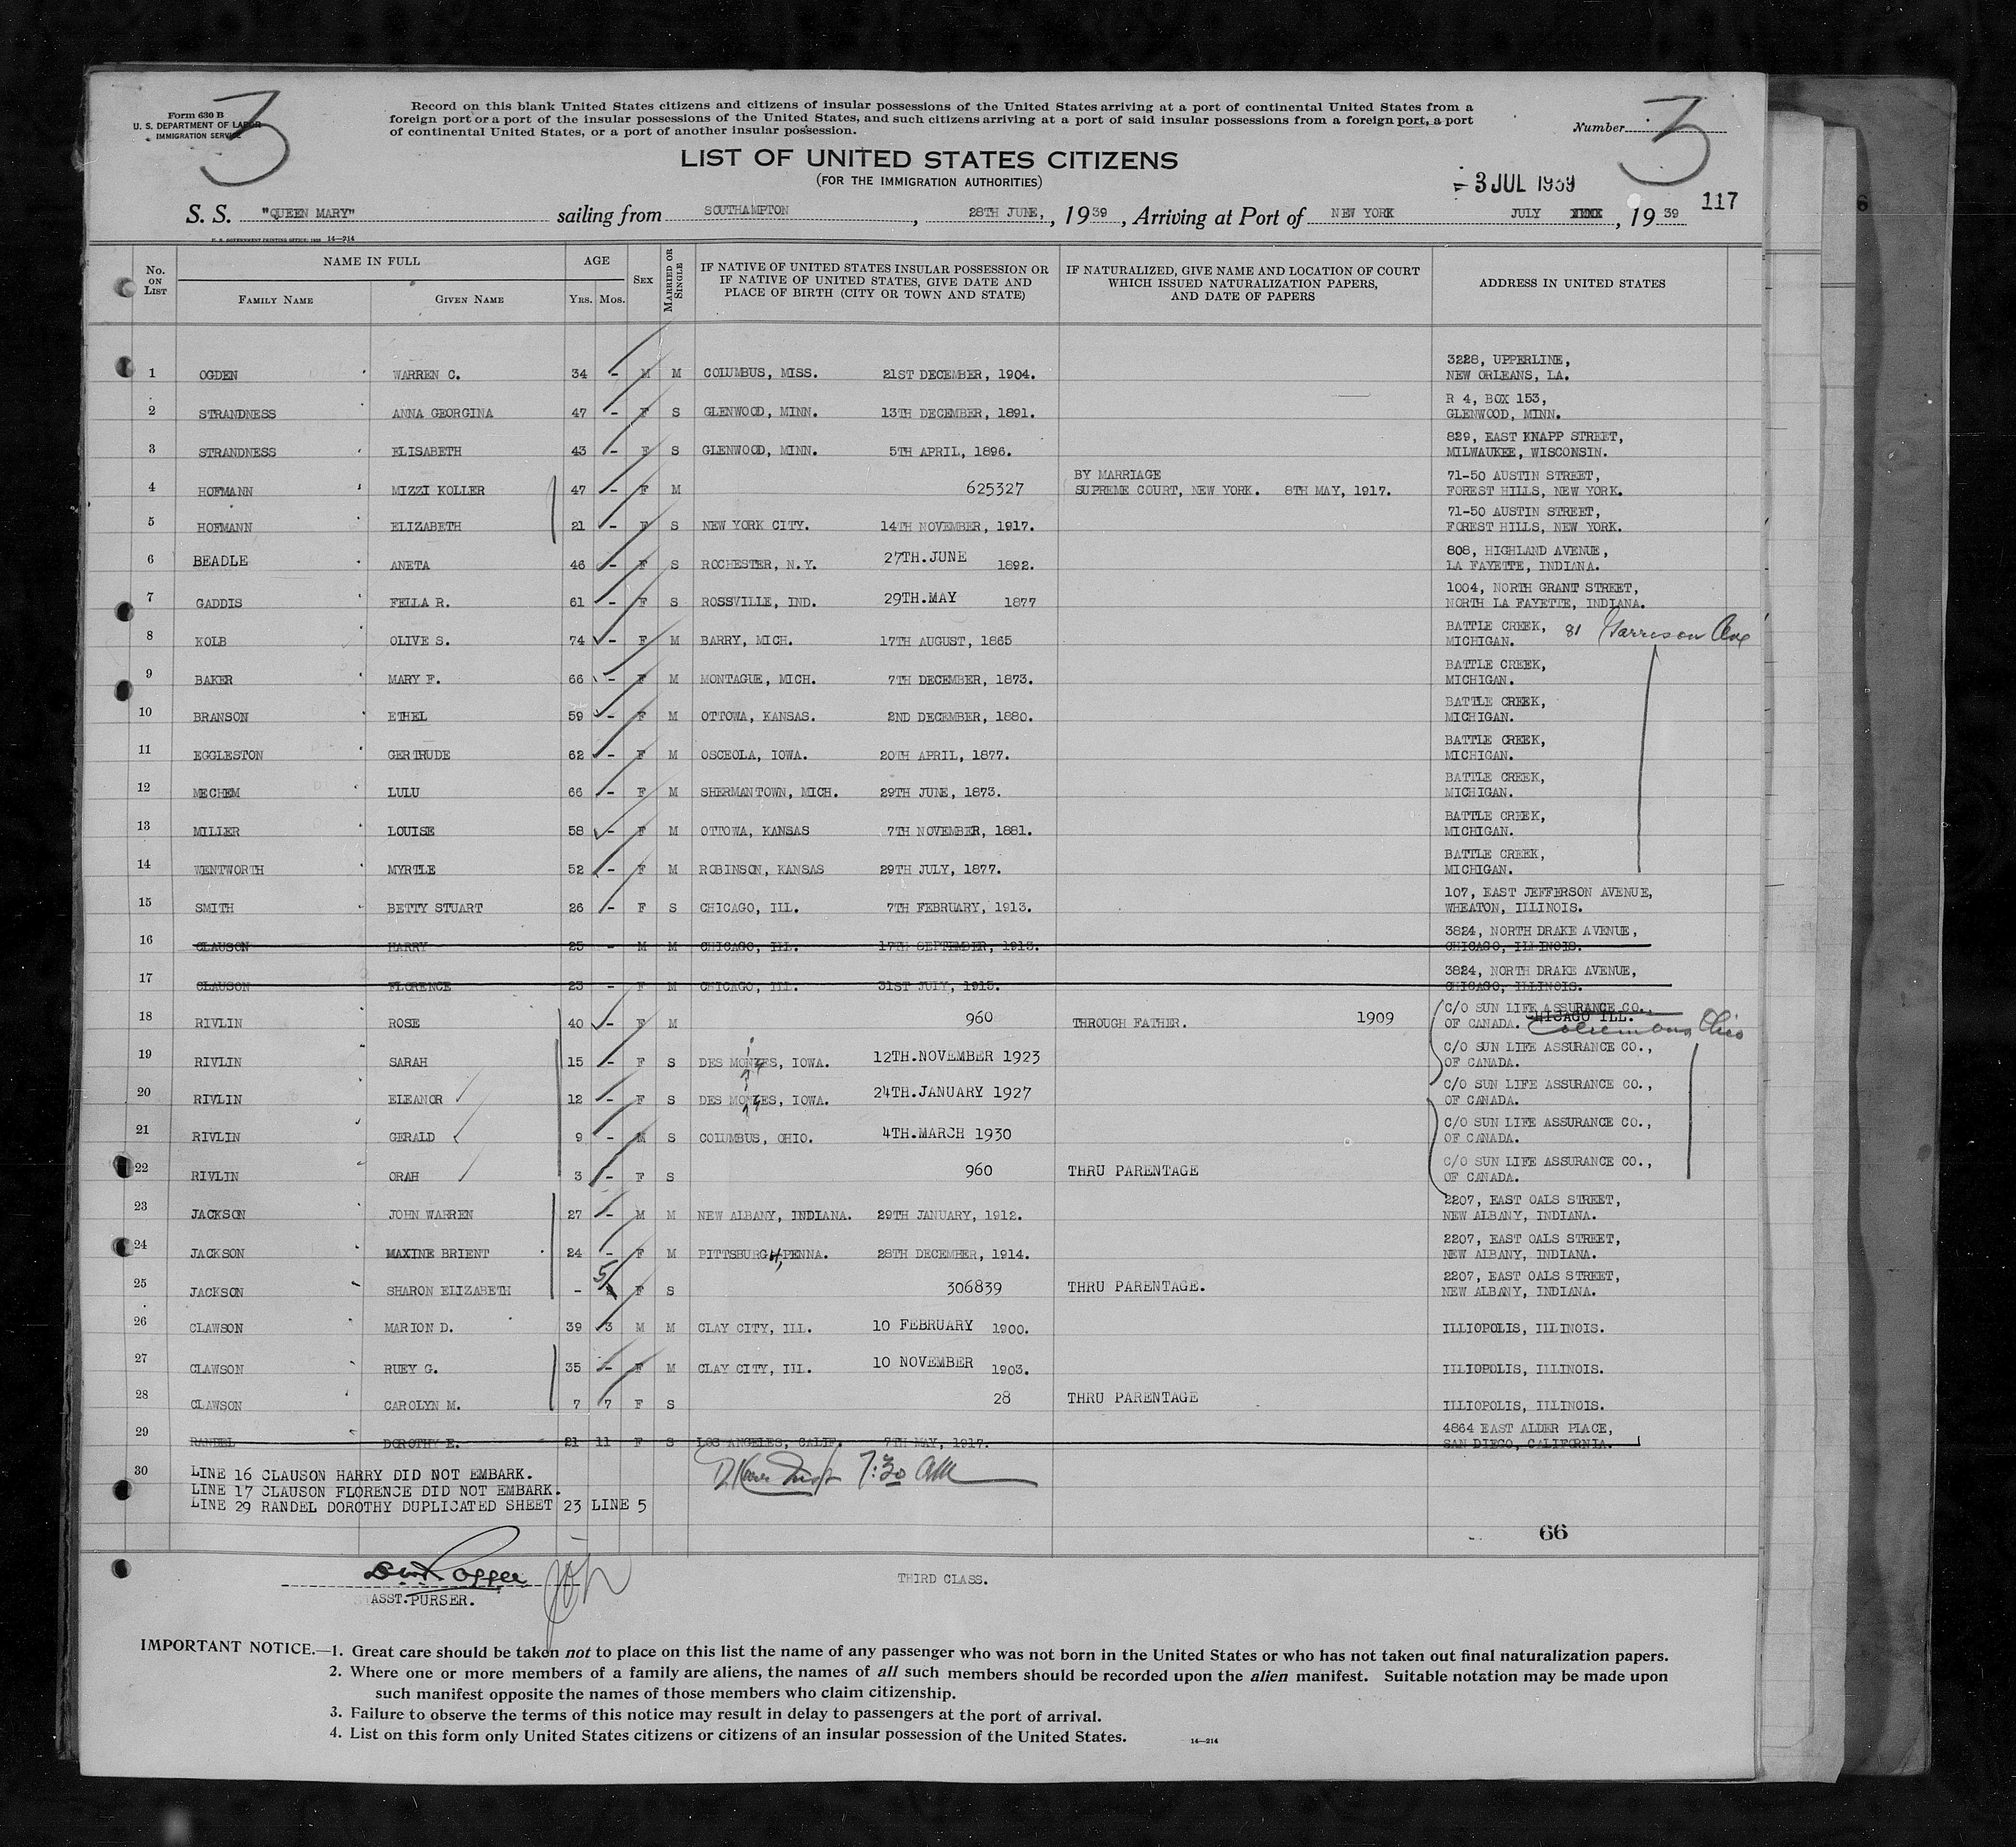 Form 630 B
U. S. DEPARTMENT OF LABOR
IMMIGRATION SERVICE
3
Record on this blank United States citizens and citizens of insular possessions of the United States arriving at a port of continental United States from a
foreign port or a port of the insular possessions of the United States, and such citizens arriving at a port of said insular possessions from a foreign port, a port
of continental United States, or a port of another insular possession.
Number 3
LIST OF UNITED STATES CITIZENS
(FOR THE IMMIGRATION AUTHORITIES)
- 3 JUL 1939
117
S. S. "QUEEN MARY" sailing from SOUTHAMPTON, 28TH JUNE, 1939, Arriving at Port of NEW YORK JULY, 1939
U. S. GOVERNMENT PRINTING OFFICE: 1938 14—214
No. ON LIST
NAME IN FULL
FAMILY NAME GIVEN NAME
AGE
YRS. MOS.
SEX
MARRIED OR SINGLE
IF NATIVE OF UNITED STATES INSULAR POSSESSION OR
IF NATIVE OF UNITED STATES, GIVE DATE AND
PLACE OF BIRTH (CITY OR TOWN AND STATE)
IF NATURALIZED, GIVE NAME AND LOCATION OF COURT
WHICH ISSUED NATURALIZATION PAPERS,
AND DATE OF PAPERS
ADDRESS IN UNITED STATES
1 OGDEN WARREN C. 34 - M M COLUMBUS, MISS. 21ST DECEMBER, 1904. 3228, UPPERLINE,
NEW ORLEANS, LA.
2 STRANDNESS ANNA GEORGINA 47 - F S GLENWOOD, MINN. 13TH DECEMBER, 1891. R 4, BOX 153,
GLENWOOD, MINN.
3 STRANDNESS ELISABETH 43 - F S GLENWOOD, MINN. 5TH APRIL, 1896. 829, EAST KNAPP STREET,
MILWAUKEE, WISCONSIN.
4 HOFMANN MIZZI KOLLER 47 - F M 625327 BY MARRIAGE
SUPREME COURT, NEW YORK. 8TH MAY, 1917. 71-50 AUSTIN STREET,
FOREST HILLS, NEW YORK.
5 HOFMANN ELIZABETH 21 - F S NEW YORK CITY. 14TH NOVEMBER, 1917. 71-50 AUSTIN STREET,
FOREST HILLS, NEW YORK.
6 BEADLE ANETA 46 - F S ROCHESTER, N.Y. 27TH.JUNE 1892. 808, HIGHLAND AVENUE,
LA FAYETTE, INDIANA.
7 GADDIS FELLA R. 61 - F S ROSSVILLE, IND. 29TH.MAY 1877 1004, NORTH GRANT STREET,
NORTH LA FAYETTE, INDIANA.
8 KOLB OLIVE S. 74 - F M BARRY, MICH. 17TH AUGUST, 1865 BATTLE CREEK, 81 Garrison Ave
MICHIGAN.
9 BAKER MARY F. 66 - F M MONTAGUE, MICH. 7TH DECEMBER, 1873. BATTLE CREEK,
MICHIGAN.
10 BRANSON ETHEL 59 - F M OTTOWA, KANSAS. 2ND DECEMBER, 1880. BATTLE CREEK,
MICHIGAN.
11 EGGLESTON GERTRUDE 62 - F M OSCEOLA, IOWA. 20TH APRIL, 1877. BATTLE CREEK,
MICHIGAN.
12 MECHEM LULU 66 - F M SHERMANTOWN, MICH. 29TH JUNE, 1873. BATTLE CREEK,
MICHIGAN.
13 MILLER LOUISE 58 - F M OTTOWA, KANSAS 7TH NOVEMBER, 1881. BATTLE CREEK,
MICHIGAN.
14 WENTWORTH MYRTLE 52 - F M ROBINSON, KANSAS 29TH JULY, 1877. BATTLE CREEK,
MICHIGAN.
15 SMITH BETTY STUART 26 - F S CHICAGO, ILL. 7TH FEBRUARY, 1913. 107, EAST JEFFERSON AVENUE,
WHEATON, ILLINOIS.
16 CLAUSON HARRY 25 - M M CHICAGO, ILL. 17TH SEPTEMBER, 1913. 3824, NORTH DRAKE AVENUE,
CHICAGO, ILLINOIS.
17 CLAUSON FLORENCE 23 - F M CHICAGO, ILL. 31ST JULY, 1915. 3824, NORTH DRAKE AVENUE,
CHICAGO, ILLINOIS.
18 RIVLIN ROSE 40 - F M 960 THROUGH FATHER. 1909 C/O SUN LIFE ASSURANCE CO.,
OF CANADA. CHICAGO ILL. Ohio
19 RIVLIN SARAH 15 - F S DES MOINES, IOWA. 12TH.NOVEMBER 1923 C/O SUN LIFE ASSURANCE CO.,
OF CANADA.
20 RIVLIN ELEANOR 12 - F S DES MOINES, IOWA. 24TH.JANUARY 1927 C/O SUN LIFE ASSURANCE CO.,
OF CANADA.
21 RIVLIN GERALD 9 - M S COLUMBUS, OHIO. 4TH.MARCH 1930 C/O SUN LIFE ASSURANCE CO.,
OF CANADA.
22 RIVLIN ORAH 3 - F S 960 THRU PARENTAGE C/O SUN LIFE ASSURANCE CO.,
OF CANADA.
23 JACKSON JOHN WARREN 27 - M M NEW ALBANY, INDIANA. 29TH JANUARY, 1912. 2207, EAST OALS STREET,
NEW ALBANY, INDIANA.
24 JACKSON MAXINE BRIENT 24 - F M PITTSBURGH, PENNA. 28TH DECEMBER, 1914. 2207, EAST OALS STREET,
NEW ALBANY, INDIANA.
25 JACKSON SHARON ELIZABETH - 5 F S 306839 THRU PARENTAGE. 2207, EAST OALS STREET,
NEW ALBANY, INDIANA.
26 CLAWSON MARION D. 39 3 M M CLAY CITY, ILL. 10 FEBRUARY 1900. ILLIOPOLIS, ILLINOIS.
27 CLAWSON RUEY G. 35 - F M CLAY CITY, ILL. 10 NOVEMBER 1903. ILLIOPOLIS, ILLINOIS.
28 CLAWSON CAROLYN M. 7 7 F S 28 THRU PARENTAGE ILLIOPOLIS, ILLINOIS.
29 RANDEL DOROTHY E. 21 11 F S LOS ANGELES, CALIF. 7TH MAY, 1917. 4864 EAST ALDER PLACE,
SAN DIEGO, CALIFORNIA.
30 LINE 16 CLAUSON HARRY DID NOT EMBARK. 7:30 AM
LINE 17 CLAUSON FLORENCE DID NOT EMBARK.
LINE 29 RANDEL DOROTHY DUPLICATED SHEET 23 LINE 5
66
ASST. PURSER.
THIRD CLASS.
IMPORTANT NOTICE.—1. Great care should be taken not to place on this list the name of any passenger who was not born in the United States or who has not taken out final naturalization papers.
2. Where one or more members of a family are aliens, the names of all such members should be recorded upon the alien manifest. Suitable notation may be made upon
such manifest opposite the names of those members who claim citizenship.
3. Failure to observe the terms of this notice may result in delay to passengers at the port of arrival.
4. List on this form only United States citizens or citizens of an insular possession of the United States.
14—214